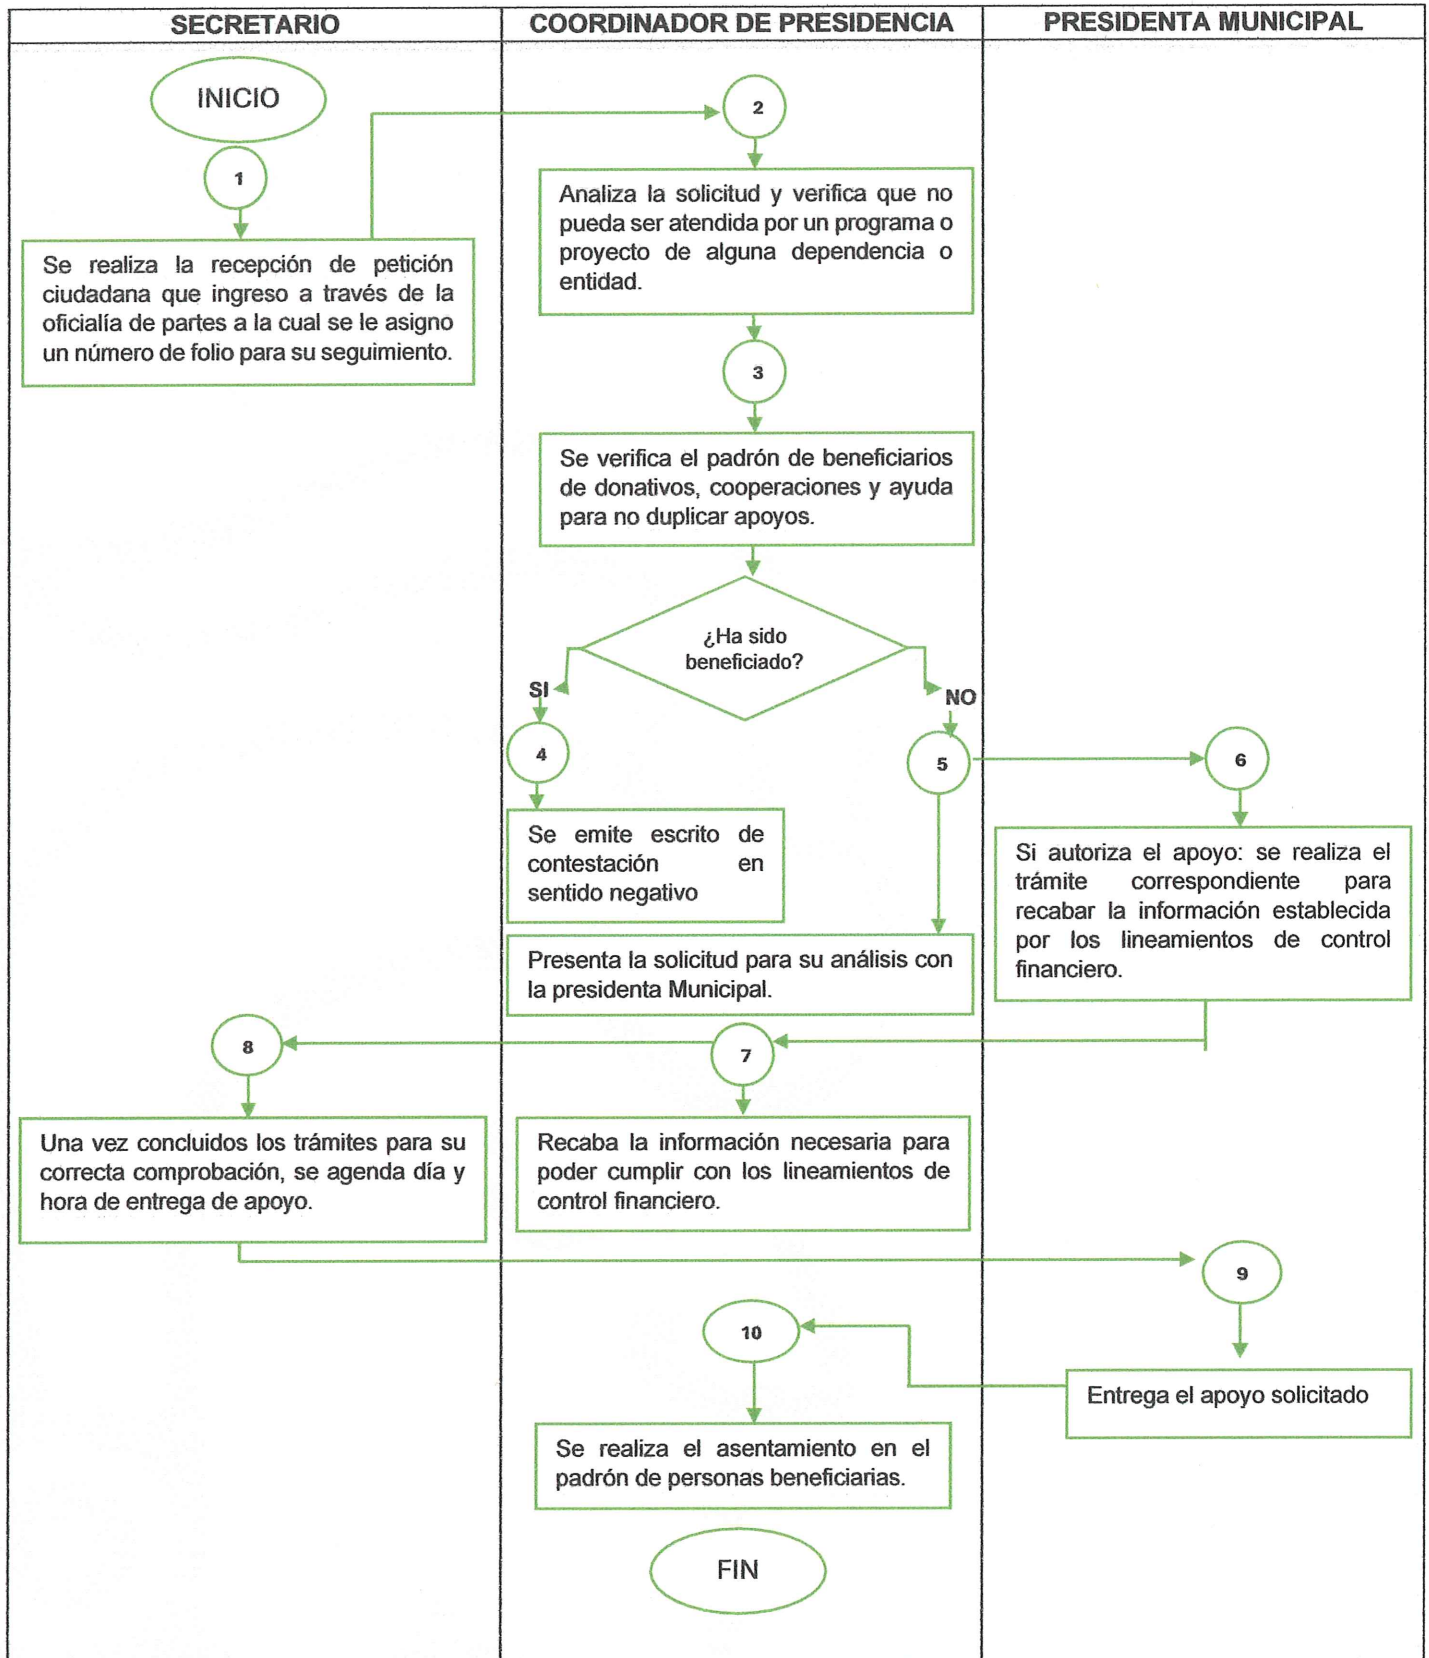 SECRETARIO
COORDINADOR DE PRESIDENCIA
PRESIDENTA MUNICIPAL
INICIO
1
Se realiza la recepción de petición
ciudadana que ingreso a través de la
oficialía de partes a la cual se le asigno
un número de folio para su seguimiento.
2
Analiza la solicitud y verifica que no
pueda ser atendida por un programa o
proyecto de alguna dependencia o
entidad.
3
Se verifica el padrón de beneficiarios
de donativos, cooperaciones y ayuda
para no duplicar apoyos.
¿Ha sido
beneficiado?
SI
NO
4
Se emite escrito de
contestación en
sentido negativo
5
Presenta la solicitud para su análisis con
la presidenta Municipal.
6
Si autoriza el apoyo: se realiza el
trámite correspondiente para
recabar la información establecida
por los lineamientos de control
financiero.
7
Recaba la información necesaria para
poder cumplir con los lineamientos de
control financiero.
8
Una vez concluidos los trámites para su
correcta comprobación, se agenda día y
hora de entrega de apoyo.
9
Entrega el apoyo solicitado
10
Se realiza el asentamiento en el
padrón de personas beneficiarias.
FIN